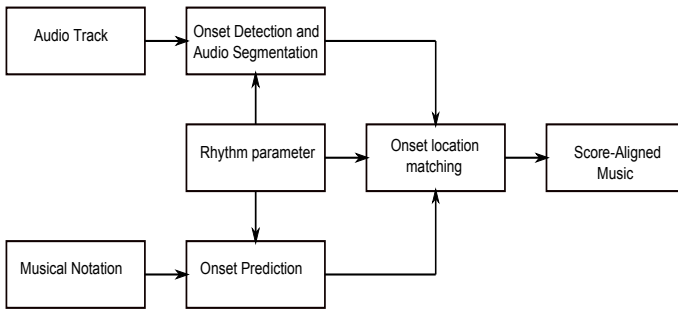 Audio Track
Onset Detection and
Audio Segmentation
Rhythm parameter
Onset location
matching
Score-Aligned
Music
Musical Notation
Onset Prediction